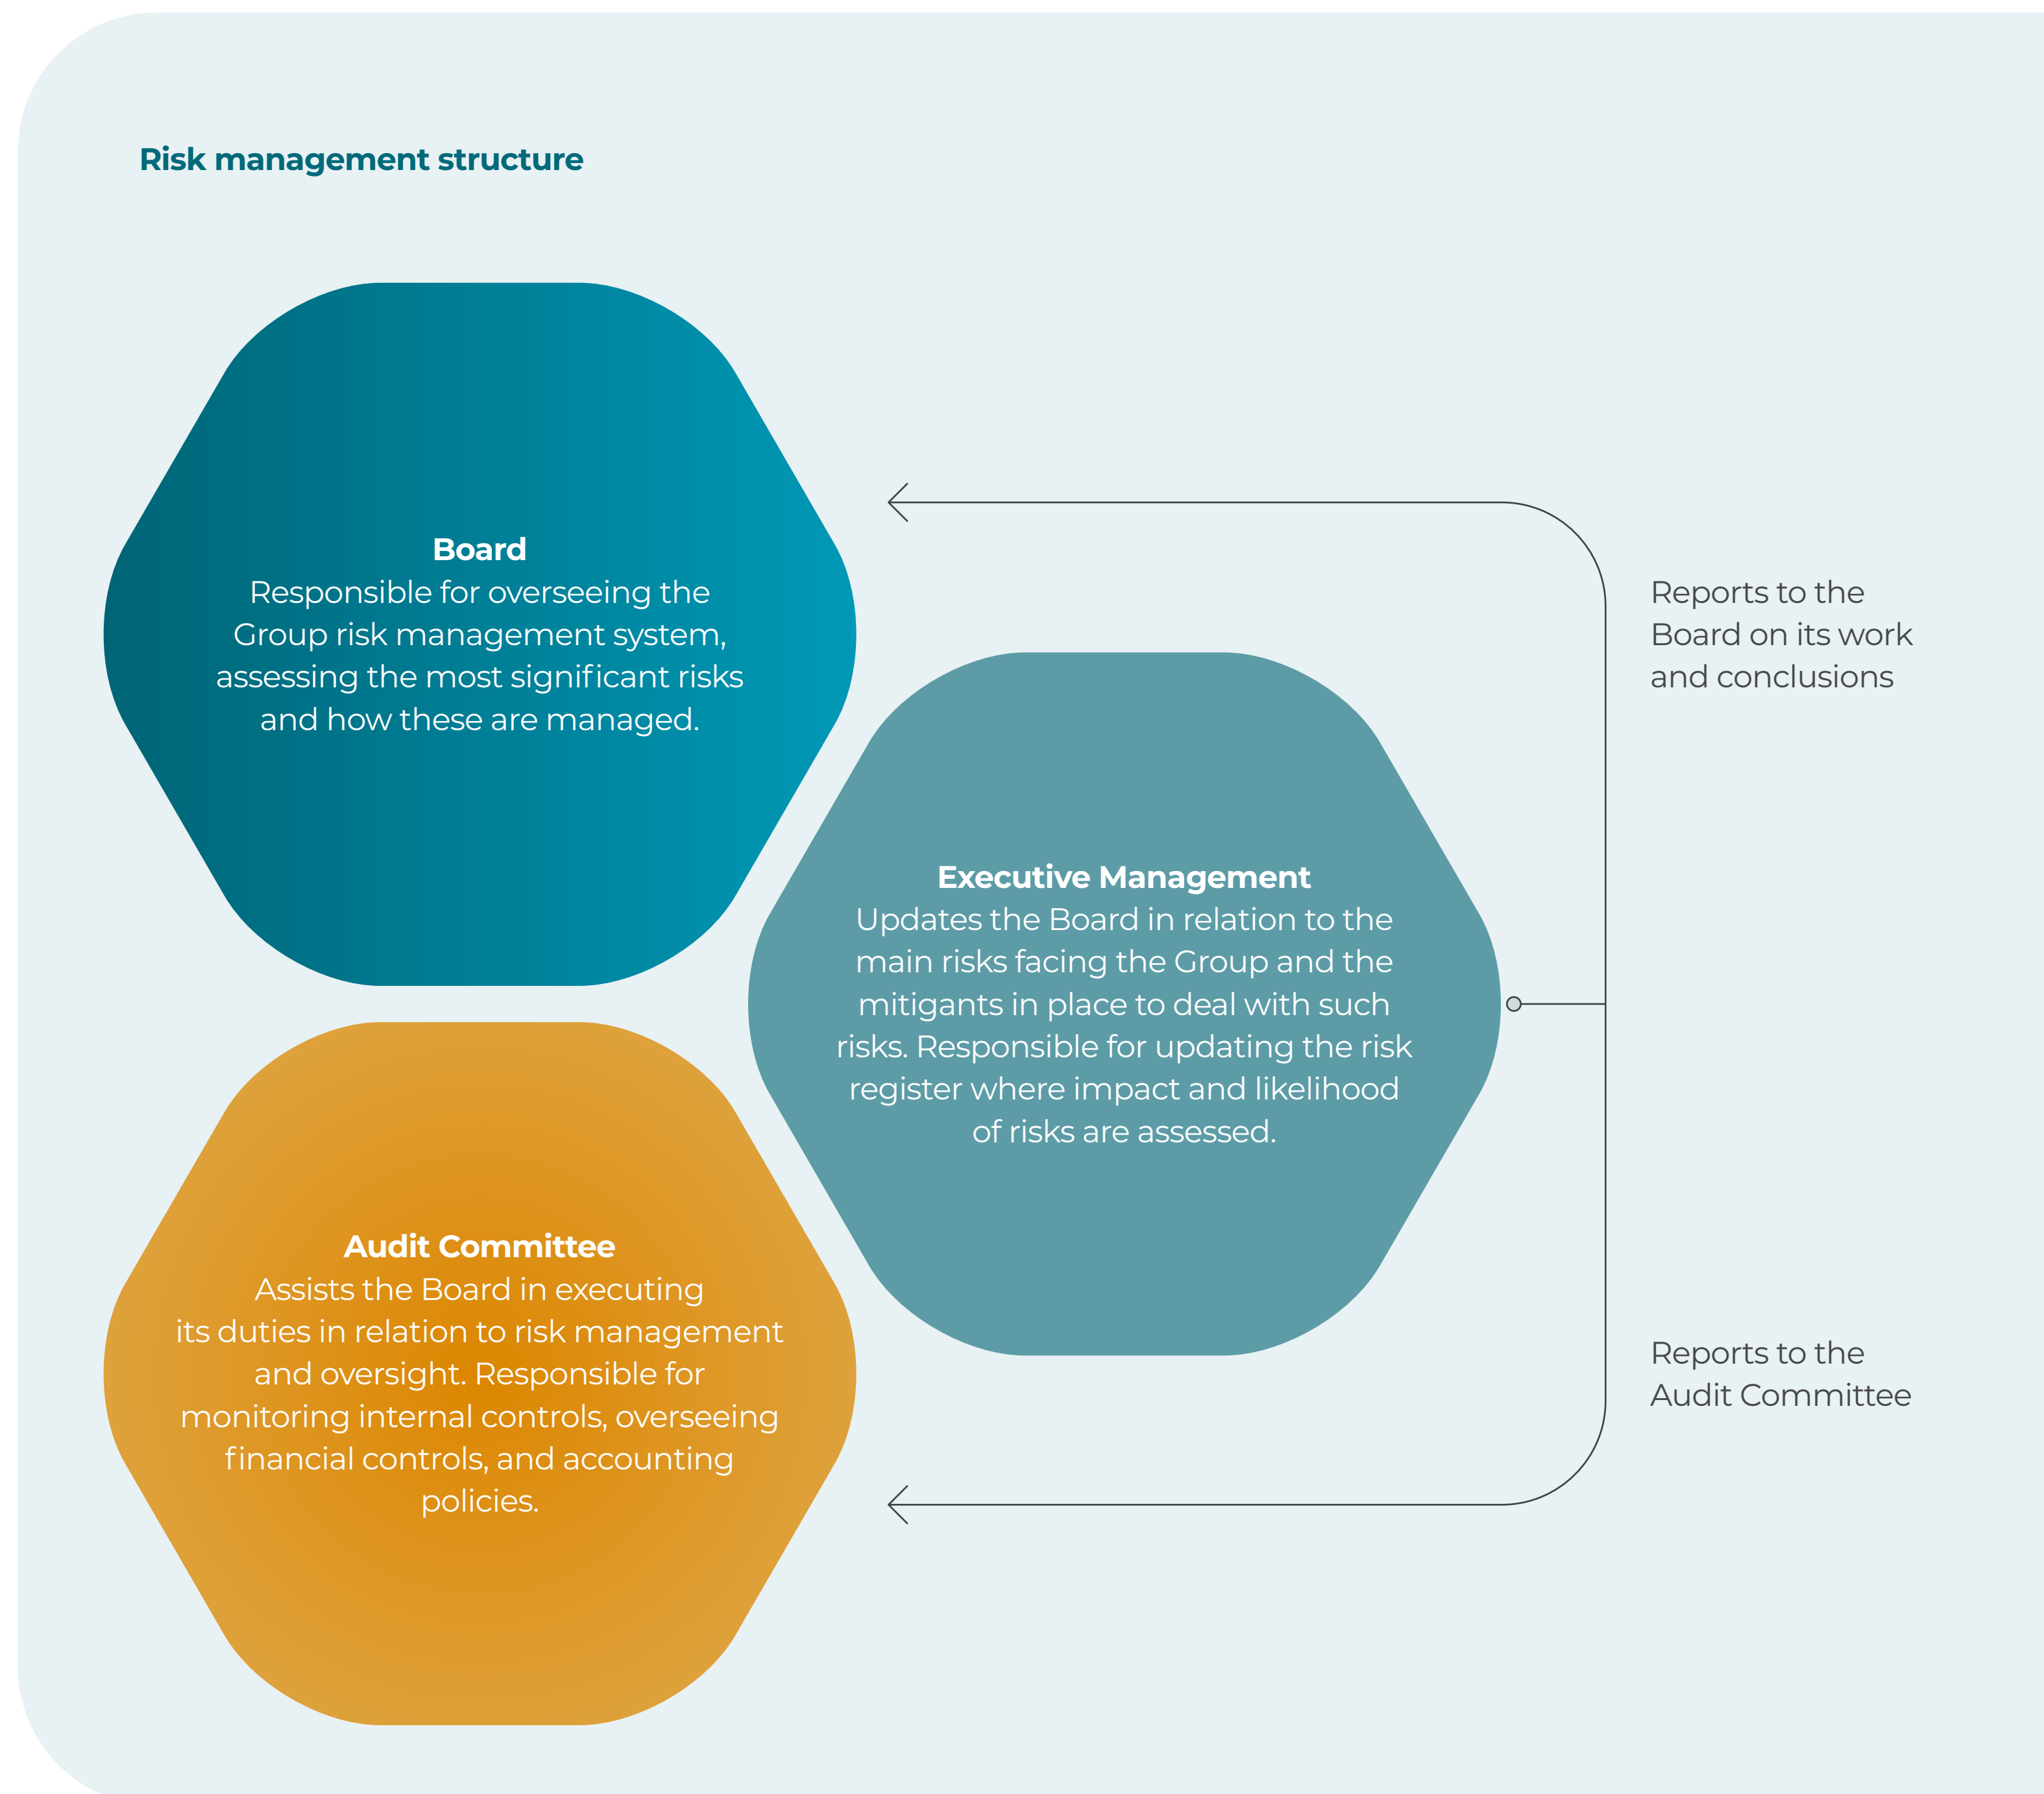 Risk management structure
Board
Responsible for overseeing the
Group risk management system,
assessing the most significant risks
and how these are managed.
Reports to the
Board on its work
and conclusions
Executive Management
Updates the Board in relation to the
main risks facing the Group and the
mitigants in place to deal with such
risks. Responsible for updating the risk
register where impact and likelihood
of risks are assessed.
Audit Committee
Assists the Board in executing
its duties in relation to risk management
and oversight. Responsible for
monitoring internal controls, overseeing
financial controls, and accounting
policies.
Reports to the
Audit Committee